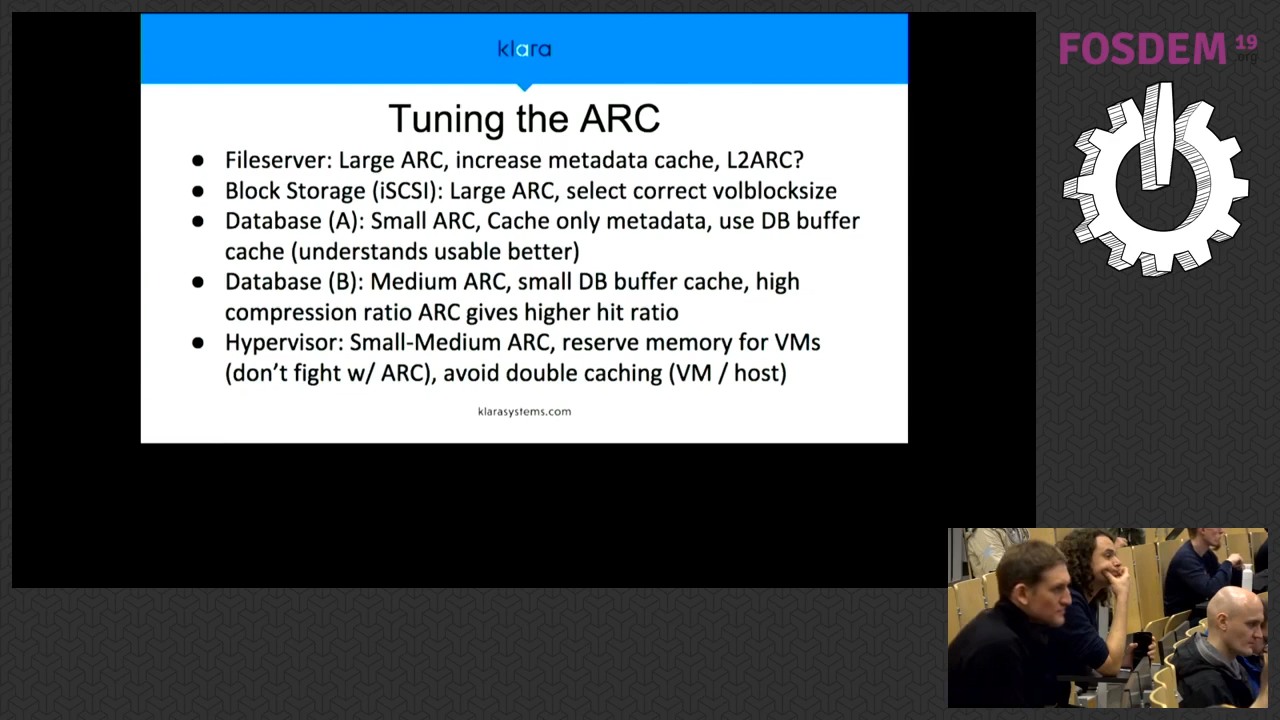 klara
FOSDEM 19
.org
Tuning the ARC
● Fileserver: Large ARC, increase metadata cache, L2ARC?
● Block Storage (iSCSI): Large ARC, select correct volblocksize
● Database (A): Small ARC, Cache only metadata, use DB buffer
cache (understands usable better)
● Database (B): Medium ARC, small DB buffer cache, high
compression ratio ARC gives higher hit ratio
● Hypervisor: Small-Medium ARC, reserve memory for VMs
(don't fight w/ ARC), avoid double caching (VM / host)
klarasystems.com